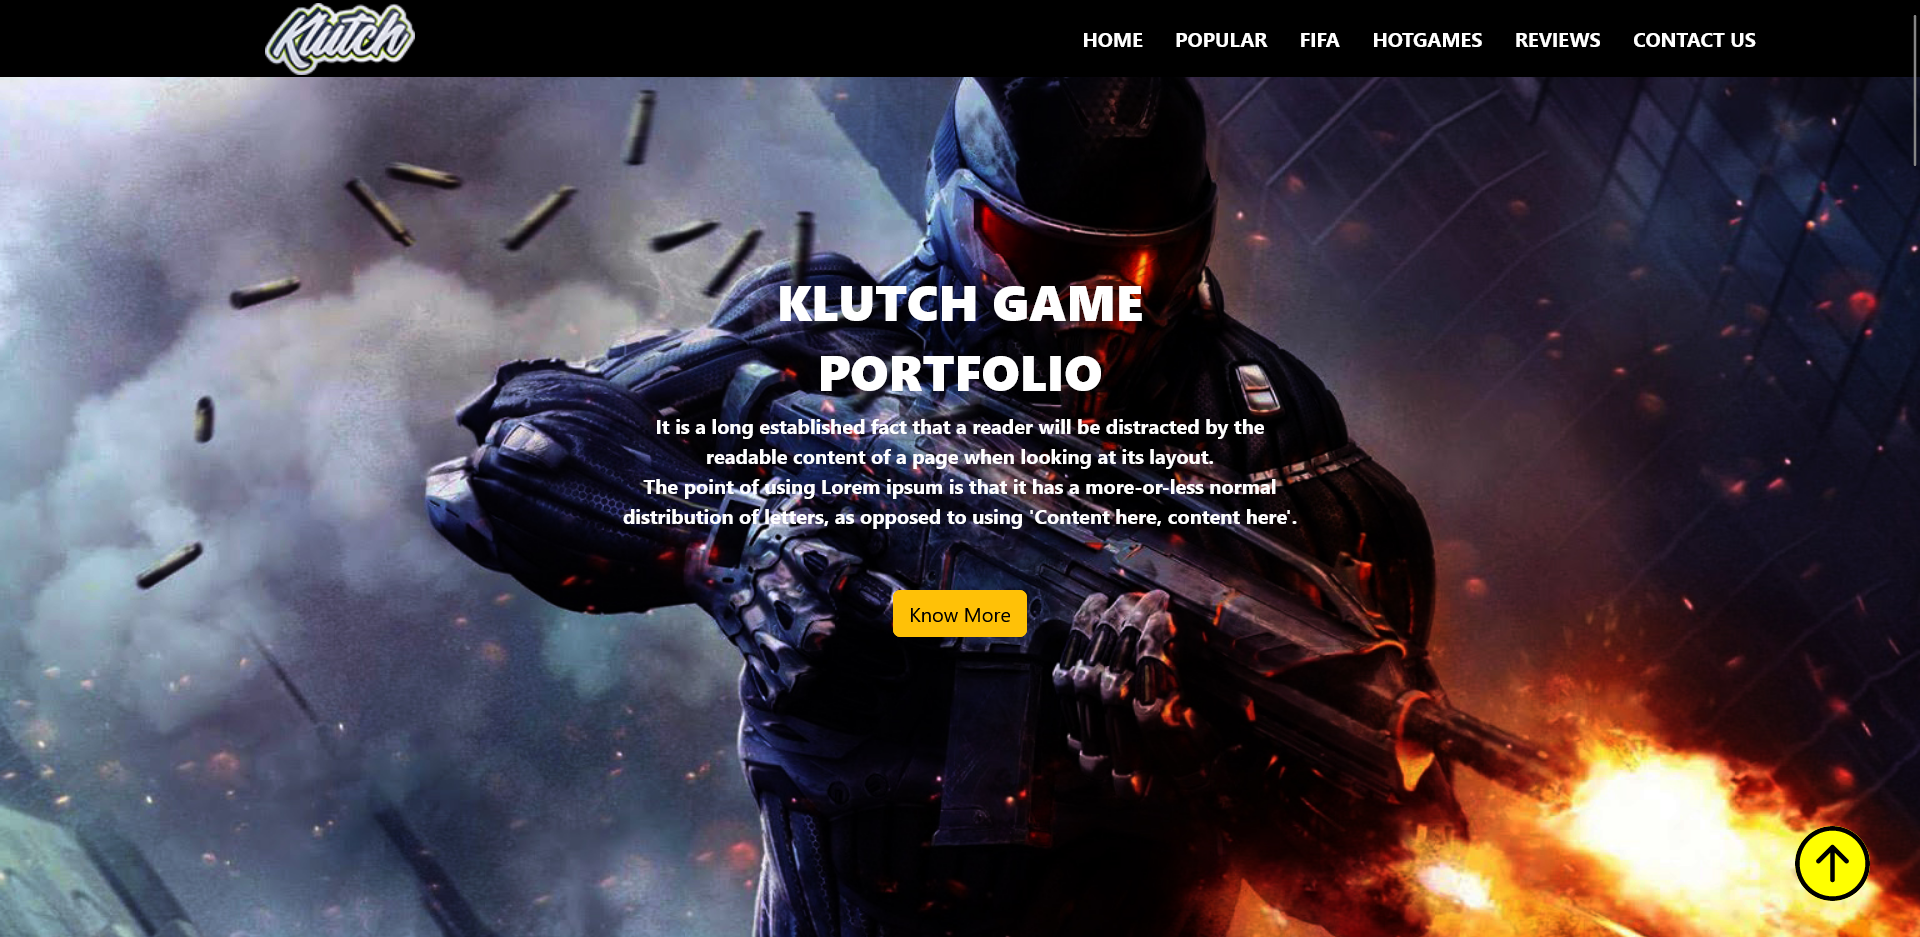 Klutch
HOME POPULAR FIFA HOTGAMES REVIEWS CONTACT US
KLUTCH GAME
PORTFOLIO
It is a long established fact that a reader will be distracted by the
readable content of a page when looking at its layout.
The point of using Lorem ipsum is that it has a more-or-less normal
distribution of letters, as opposed to using 'Content here, content here'.
Know More